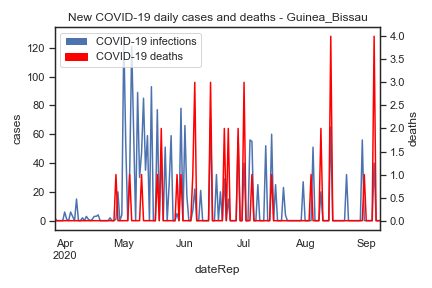 New COVID-19 daily cases and deaths - Guinea_Bissau
COVID-19 infections
COVID-19 deaths
cases
120
100
80
60
40
20
0
deaths
4.0
3.5
3.0
2.5
2.0
1.5
1.0
0.5
0.0
Apr May Jun Jul Aug Sep
2020
dateRep